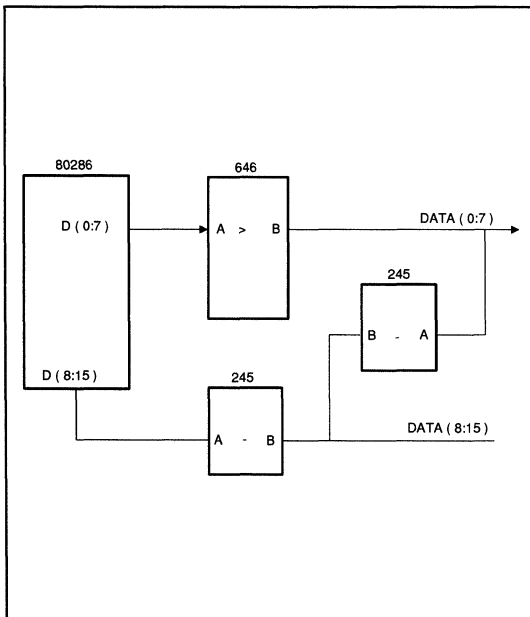 80286
646
D ( 0:7)
A > B
DATA ( 0:7)
245
B - A
D ( 8:15)
245
A - B
DATA ( 8:15)